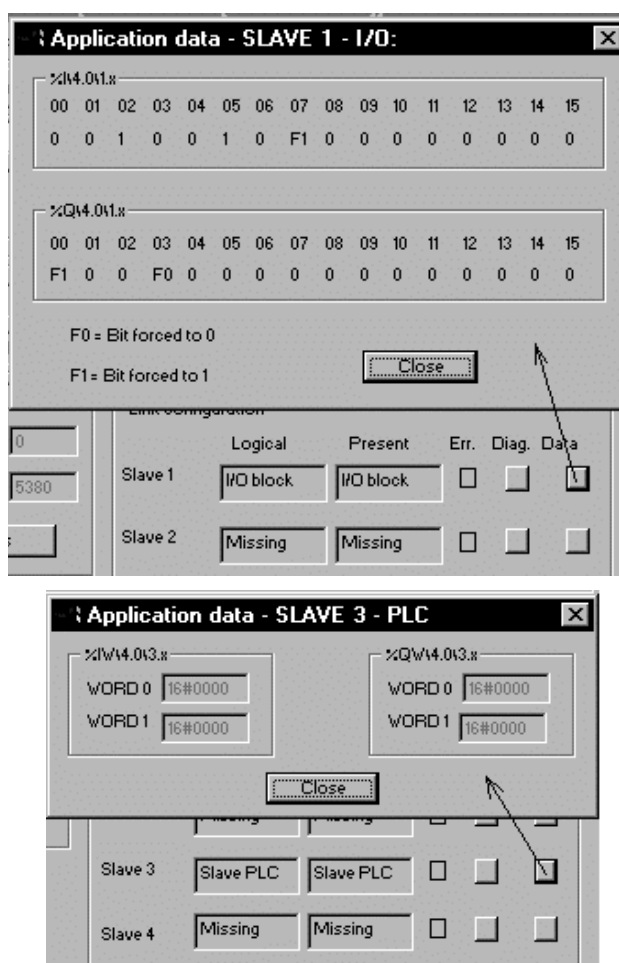 Application data - SLAVE 1 - I/O:
%I\4.0\1.x
00 01 02 03 04 05 06 07 08 09 10 11 12 13 14 15
0 0 1 0 0 1 0 F1 0 0 0 0 0 0 0 0
%Q\4.0\1.x
00 01 02 03 04 05 06 07 08 09 10 11 12 13 14 15
F1 0 0 F0 0 0 0 0 0 0 0 0 0 0 0 0
F0 = Bit forced to 0
F1 = Bit forced to 1
Close
Logical Present Err. Diag. Data
0
Slave 1 I/O block I/O block
5380
Slave 2 Missing Missing
Application data - SLAVE 3 - PLC
%IW\4.0\3.x %QW\4.0\3.x
WORD 0 16#0000 WORD 0 16#0000
WORD 1 16#0000 WORD 1 16#0000
Close
Slave 3 Slave PLC Slave PLC
Slave 4 Missing Missing